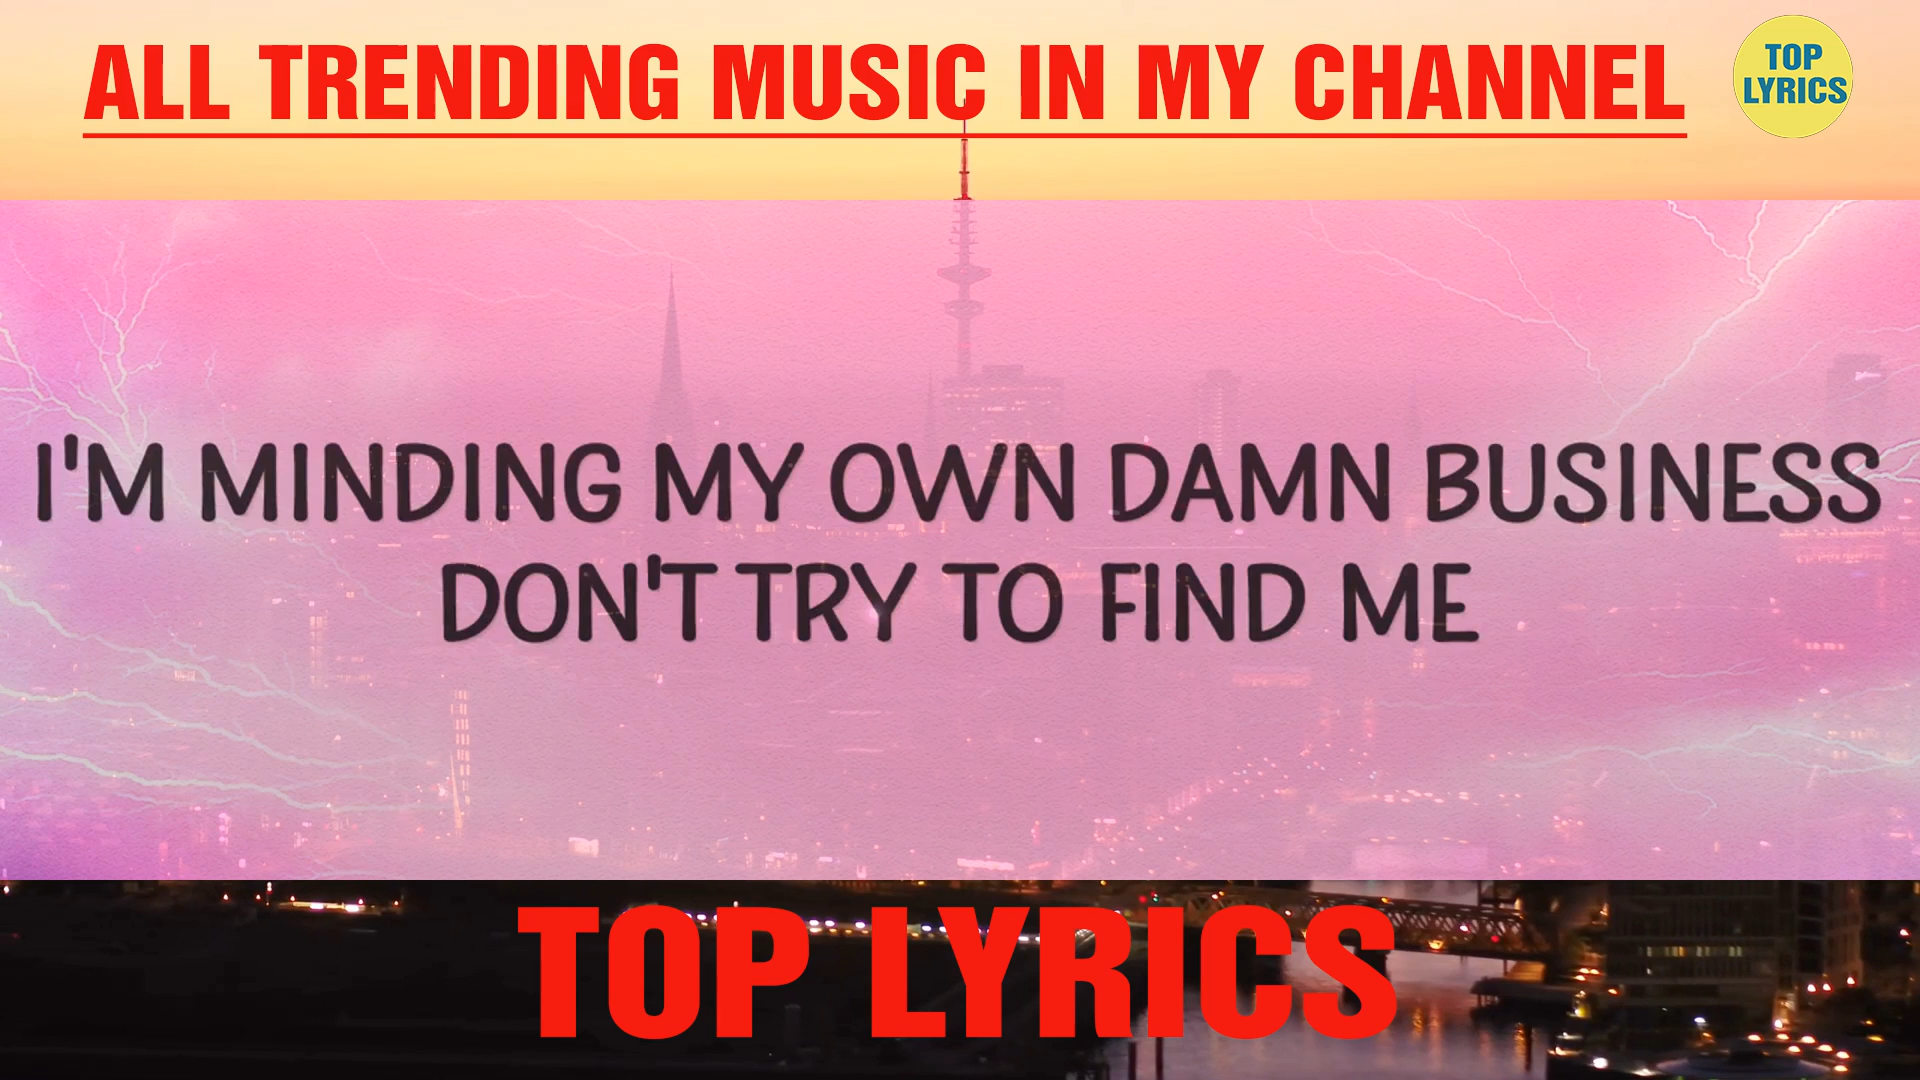 ALL TRENDING MUSIC IN MY CHANNEL
TOP
LYRICS
I'M MINDING MY OWN DAMN BUSINESS
DON'T TRY TO FIND ME
TOP LYRICS